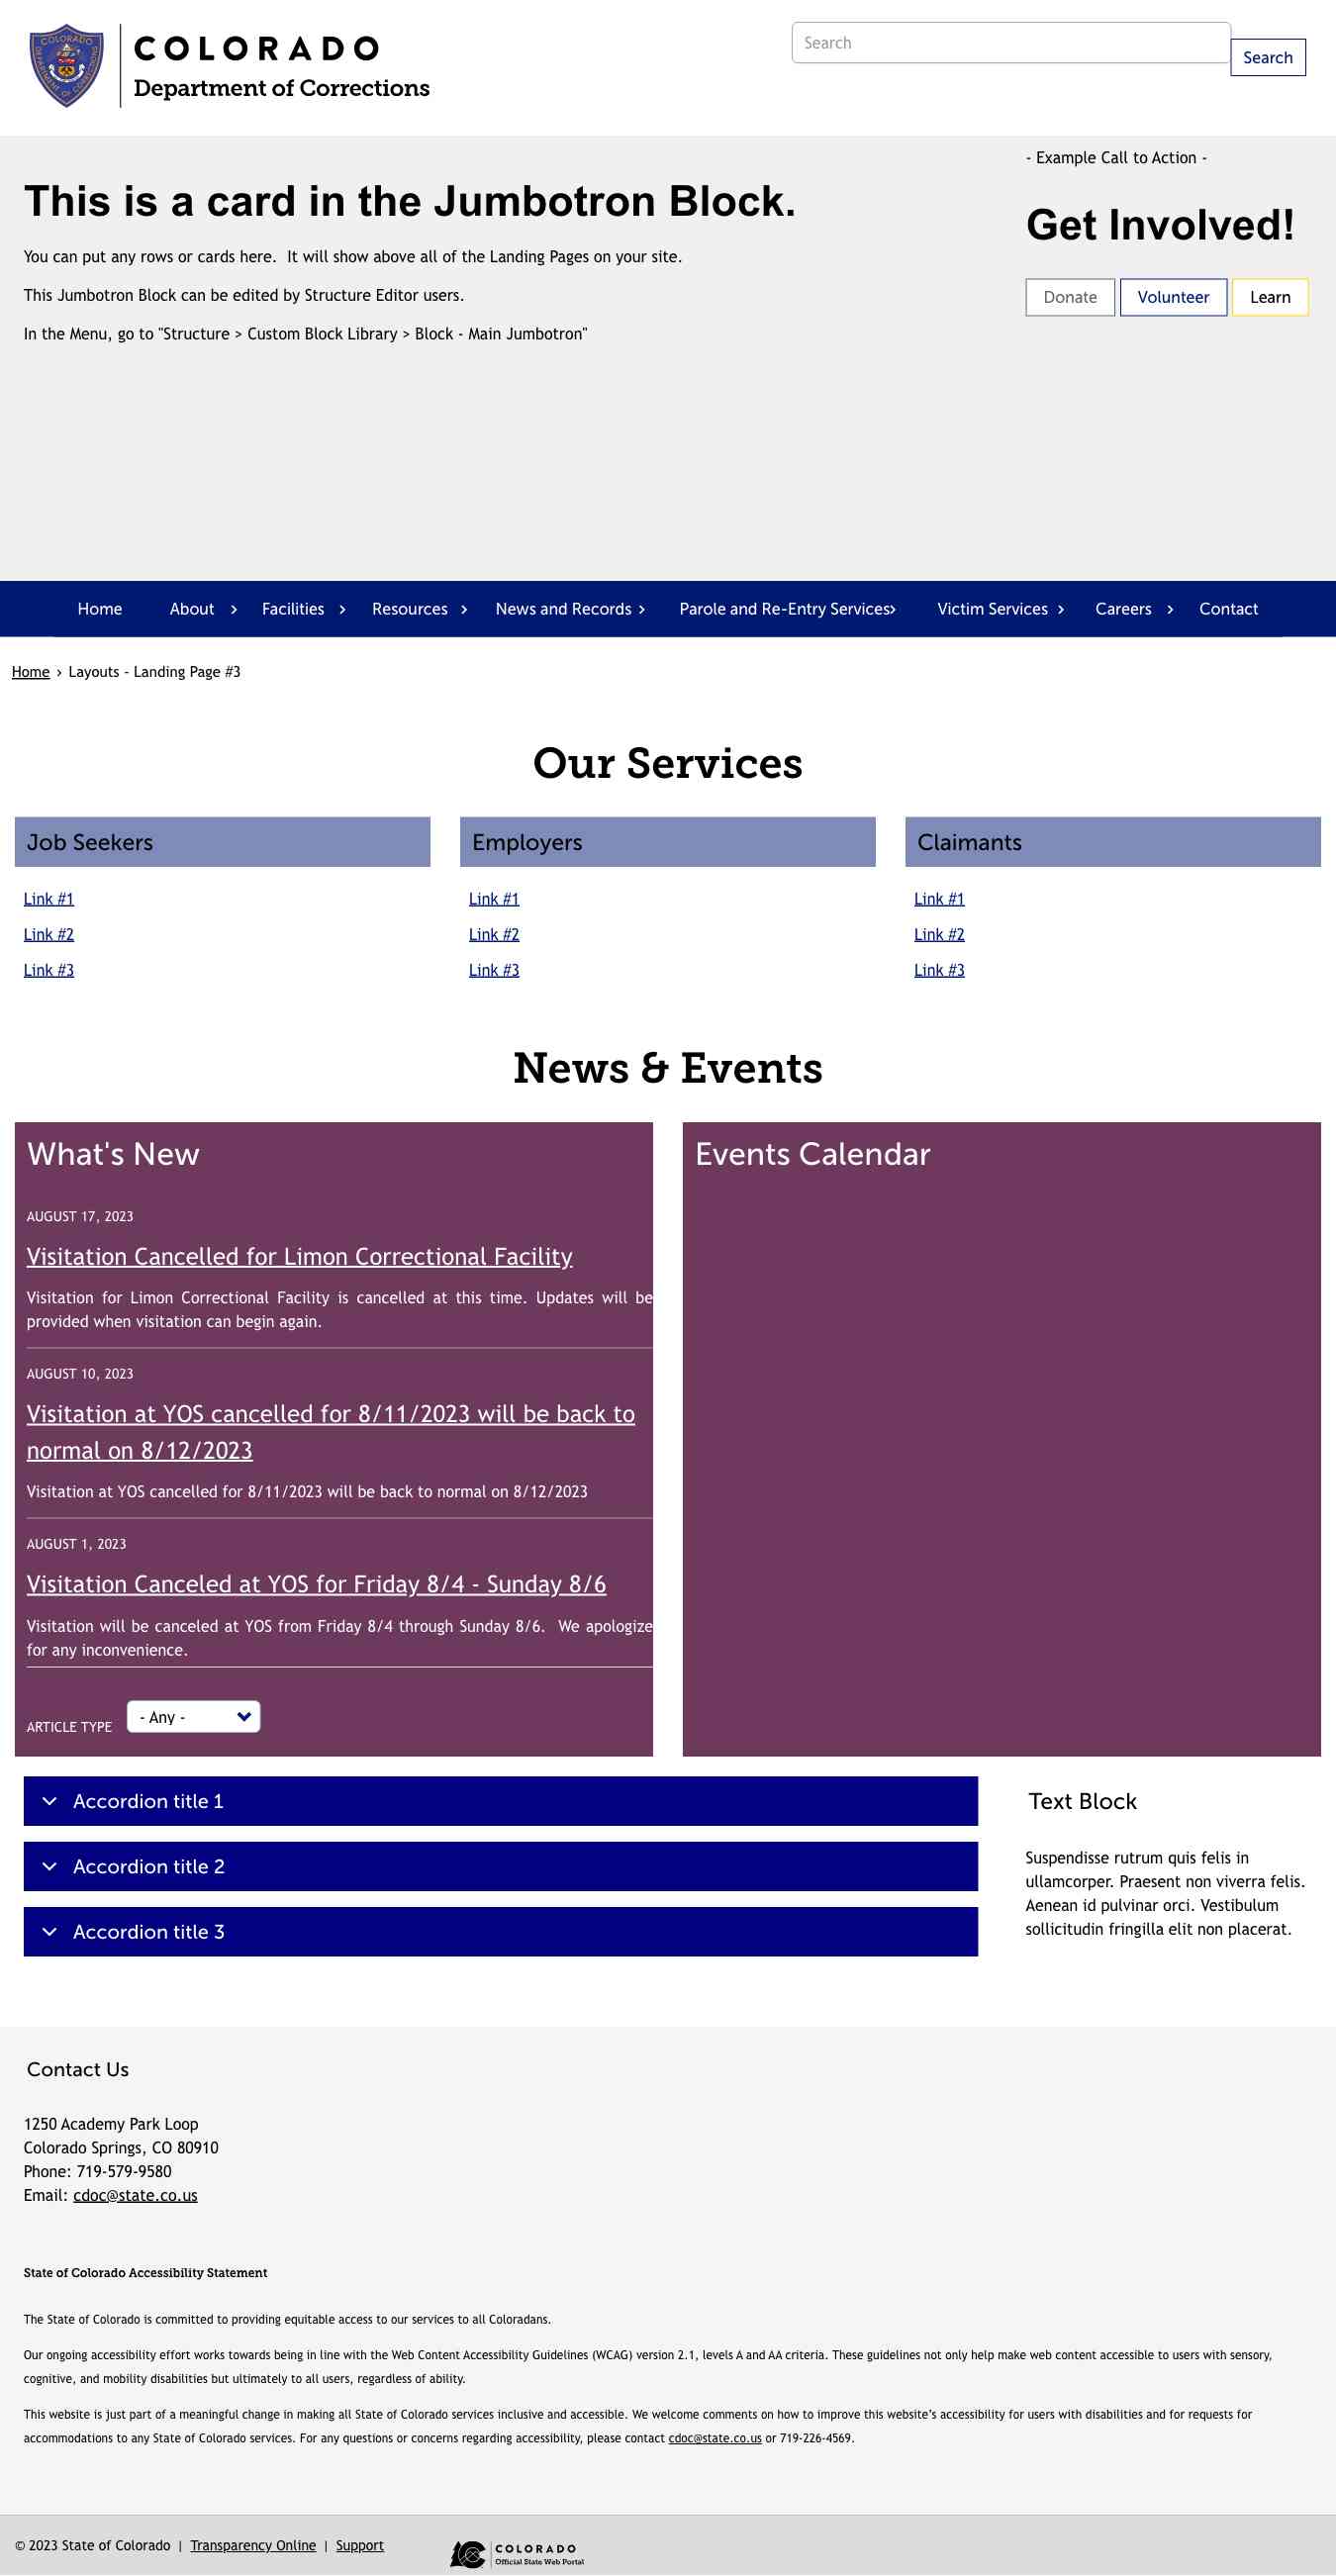 COLORADO
Department of Corrections
Search
Search
- Example Call to Action -
This is a card in the Jumbotron Block.
Get Involved!
You can put any rows or cards here.  It will show above all of the Landing Pages on your site.
This Jumbotron Block can be edited by Structure Editor users.
Donate
Volunteer
Learn
In the Menu, go to "Structure > Custom Block Library > Block - Main Jumbotron"
Home
About
Facilities
Resources
News and Records
Parole and Re-Entry Services
Victim Services
Careers
Contact
Home › Layouts - Landing Page #3
Our Services
Job Seekers
Link #1
Link #2
Link #3
Employers
Link #1
Link #2
Link #3
Claimants
Link #1
Link #2
Link #3
News & Events
What's New
AUGUST 17, 2023
Visitation Cancelled for Limon Correctional Facility
Visitation for Limon Correctional Facility is cancelled at this time. Updates will be
provided when visitation can begin again.
AUGUST 10, 2023
Visitation at YOS cancelled for 8/11/2023 will be back to
normal on 8/12/2023
Visitation at YOS cancelled for 8/11/2023 will be back to normal on 8/12/2023
AUGUST 1, 2023
Visitation Canceled at YOS for Friday 8/4 - Sunday 8/6
Visitation will be canceled at YOS from Friday 8/4 through Sunday 8/6.  We apologize
for any inconvenience.
ARTICLE TYPE
- Any -
Events Calendar
Accordion title 1
Accordion title 2
Accordion title 3
Text Block
Suspendisse rutrum quis felis in
ullamcorper. Praesent non viverra felis.
Aenean id pulvinar orci. Vestibulum
sollicitudin fringilla elit non placerat.
Contact Us
1250 Academy Park Loop
Colorado Springs, CO 80910
Phone: 719-579-9580
Email: cdoc@state.co.us
State of Colorado Accessibility Statement
The State of Colorado is committed to providing equitable access to our services to all Coloradans.
Our ongoing accessibility effort works towards being in line with the Web Content Accessibility Guidelines (WCAG) version 2.1, levels A and AA criteria. These guidelines not only help make web content accessible to users with sensory,
cognitive, and mobility disabilities but ultimately to all users, regardless of ability.
This website is just part of a meaningful change in making all State of Colorado services inclusive and accessible. We welcome comments on how to improve this website's accessibility for users with disabilities and for requests for
accommodations to any State of Colorado services. For any questions or concerns regarding accessibility, please contact cdoc@state.co.us or 719-226-4569.
© 2023 State of Colorado | Transparency Online | Support
COLORADO
Official State Web Portal